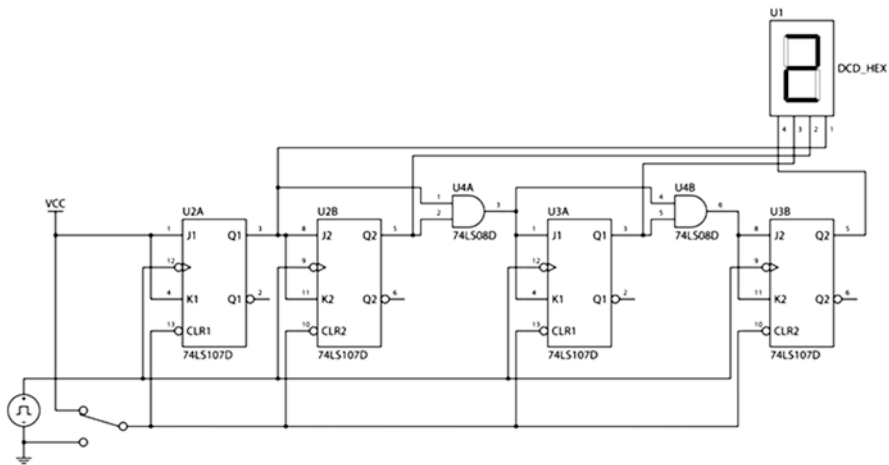 U1
DCD_HEX
4 3 2 1
U4A
1
2
3
74LS08D
U4B
4
5
6
74LS08D
VCC
U2A
1 J1 Q1 3
12
4 K1 Q1 2
13 CLR1
74LS107D
U2B
8 J2 Q2 5
9
11 K2 Q2 6
10 CLR2
74LS107D
U3A
1 J1 Q1 3
12
4 K1 Q1 2
13 CLR1
74LS107D
U3B
8 J2 Q2 5
9
11 K2 Q2 6
10 CLR2
74LS107D